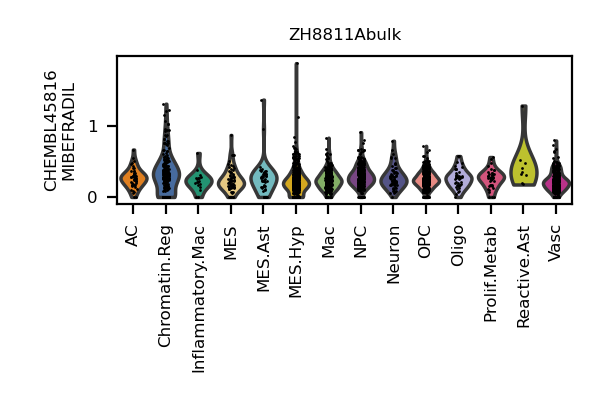 ZH8811Abulk
CHEMBL45816
MIBEFRADIL
1
0
AC
Chromatin.Reg
Inflammatory.Mac
MES
MES.Ast
MES.Hyp
Mac
NPC
Neuron
OPC
Oligo
Prolif.Metab
Reactive.Ast
Vasc